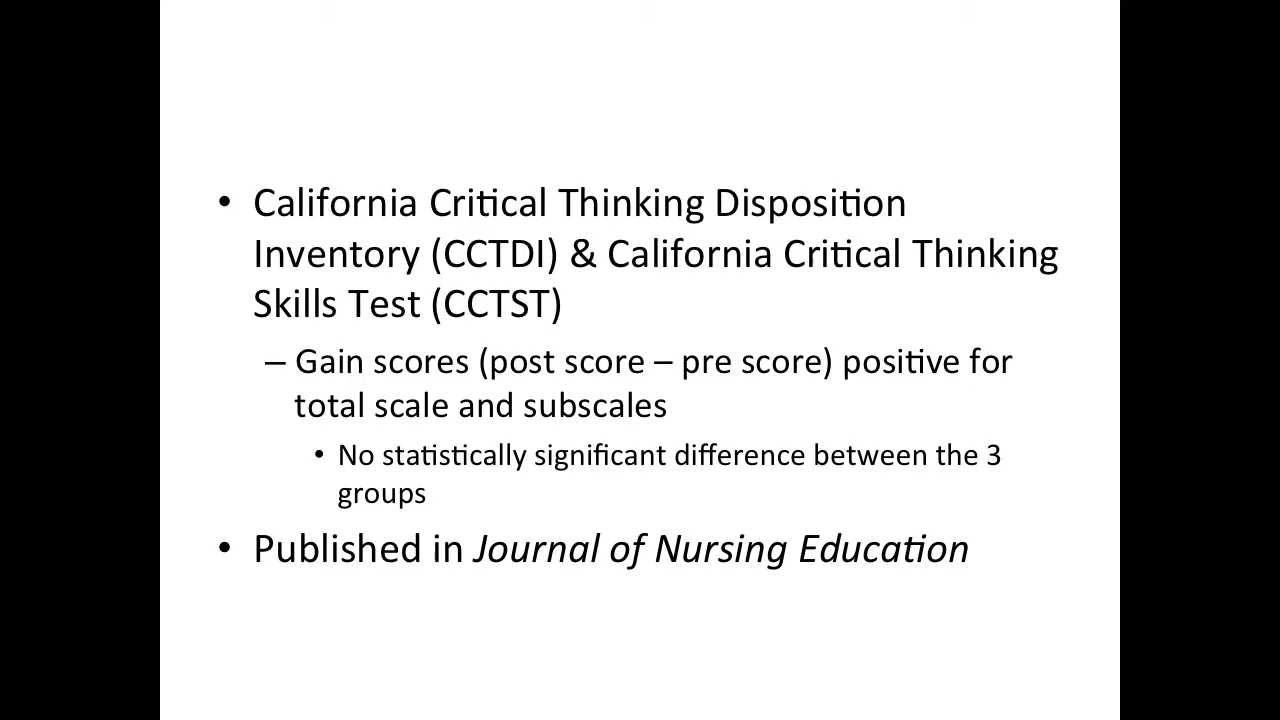 • California Critical Thinking Disposition
Inventory (CCTDI) & California Critical Thinking
Skills Test (CCTST)
– Gain scores (post score – pre score) positive for
total scale and subscales
• No statistically significant difference between the 3
groups
• Published in Journal of Nursing Education